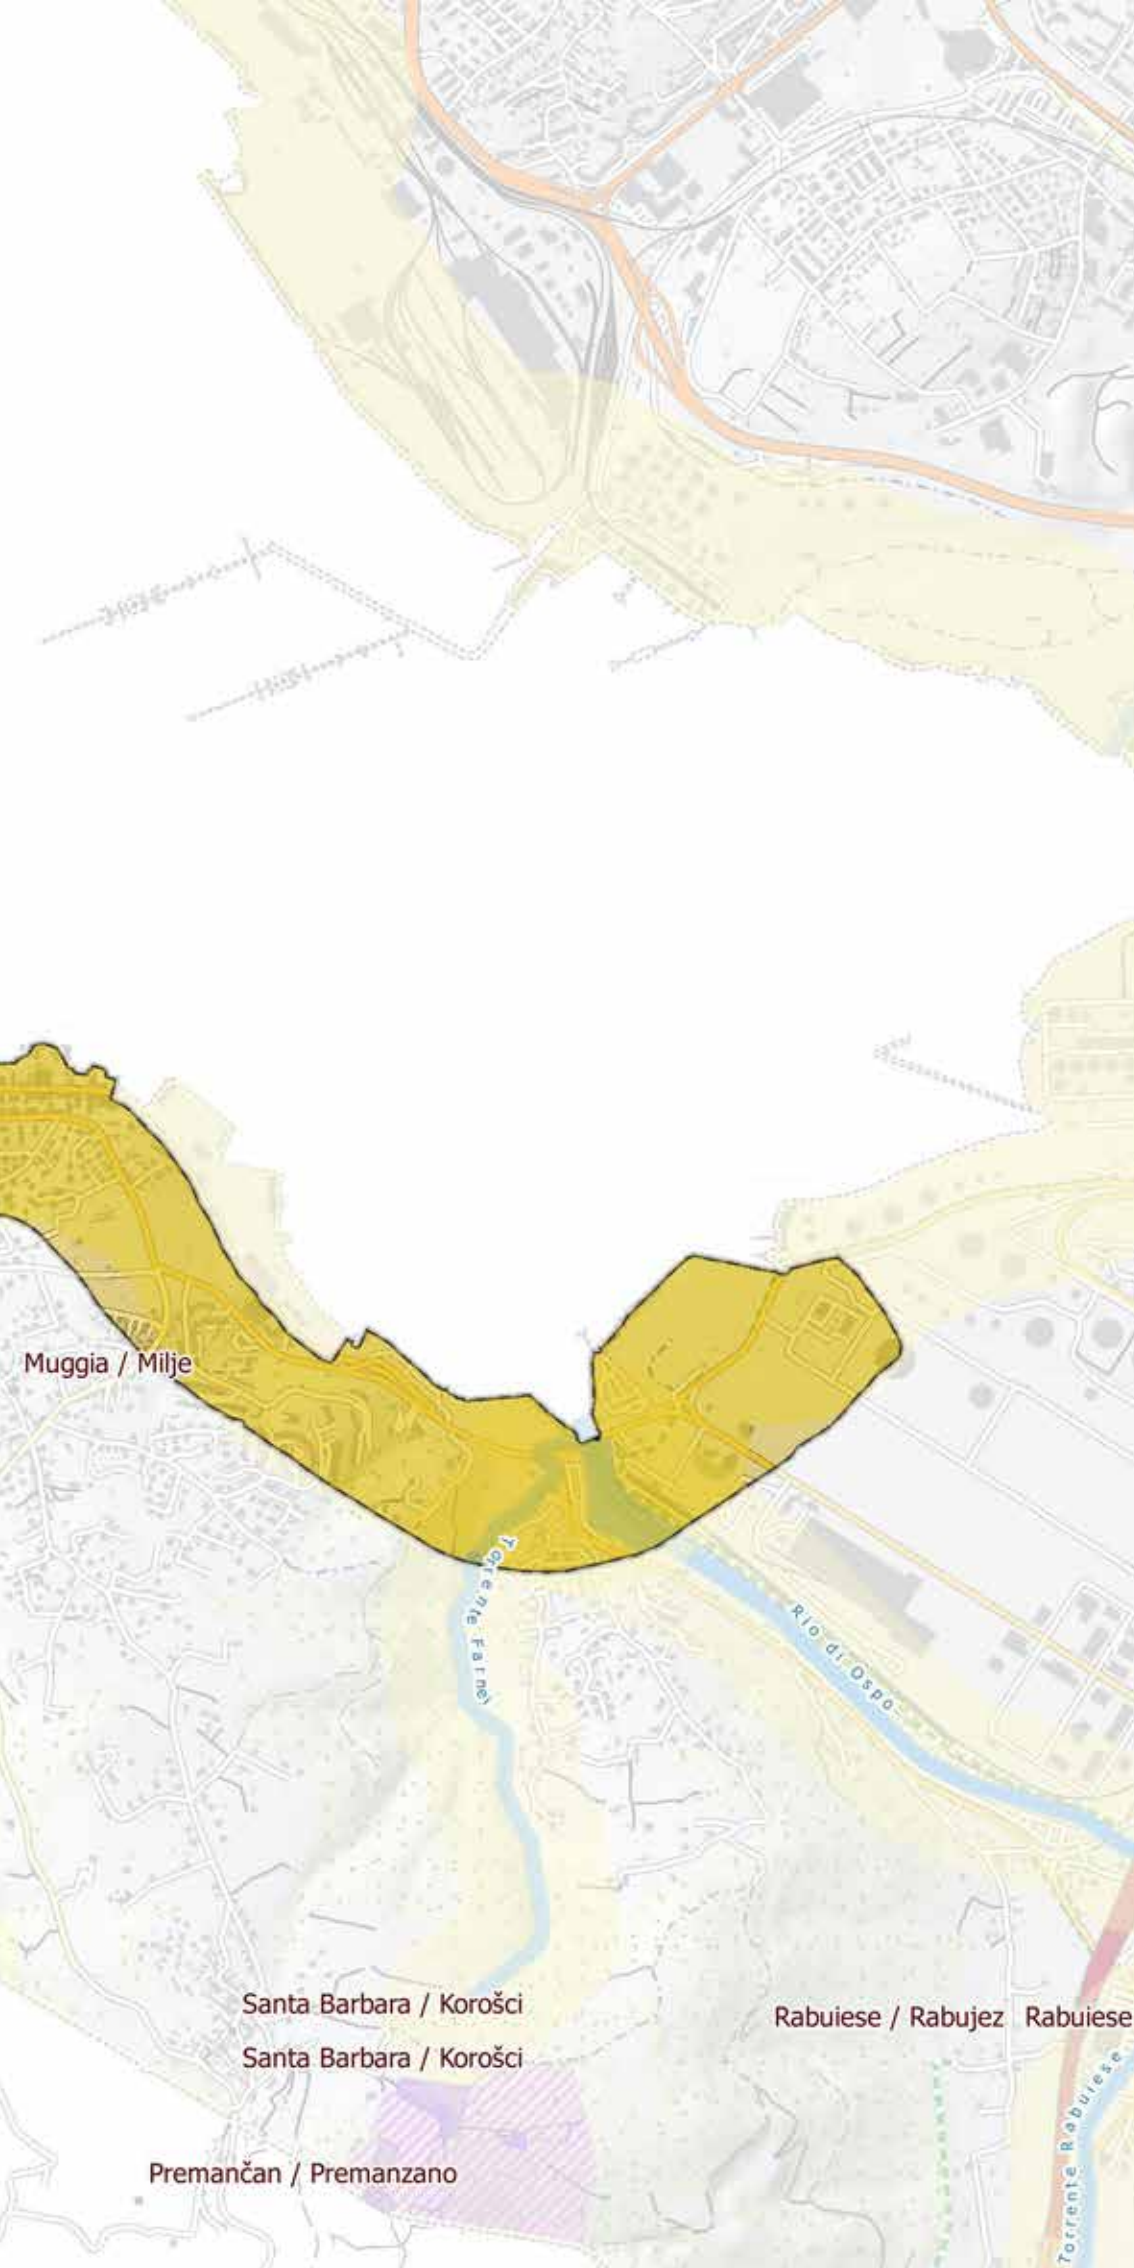 Muggia / Milje
Torrente Farnei
Rio di Ospo
Santa Barbara / Korošci
Rabuiese / Rabujez Rabuiese
Santa Barbara / Korošci
Torrente Rabuiese
Premančan / Premanzano